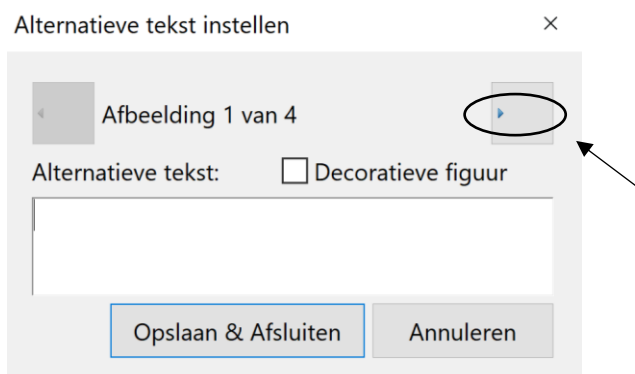 Alternatieve tekst instellen
Afbeelding 1 van 4
Alternatieve tekst: Decoratieve figuur
Opslaan & Afsluiten Annuleren